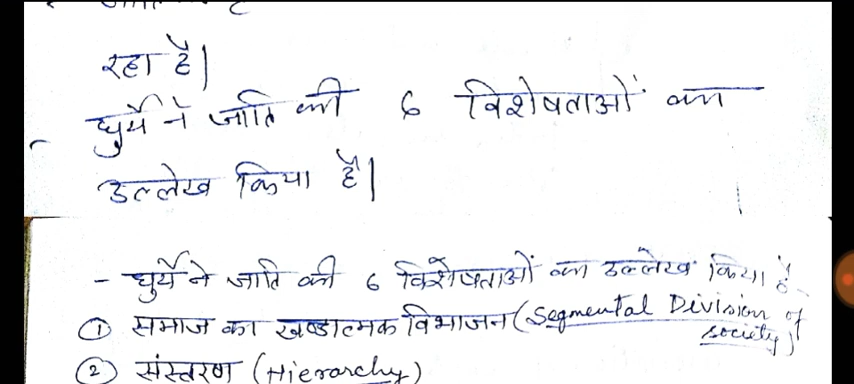 रहा है|
घुर्ये ने जाति की 6 विशेषताओं का
उल्लेख किया है|
- घुर्ये ने जाति की 6 विशेषताओं का उल्लेख किया है
① समाज का खण्डात्मक विभाजन (Segmental Division of
society)
② संस्तरण (Hierarchy)